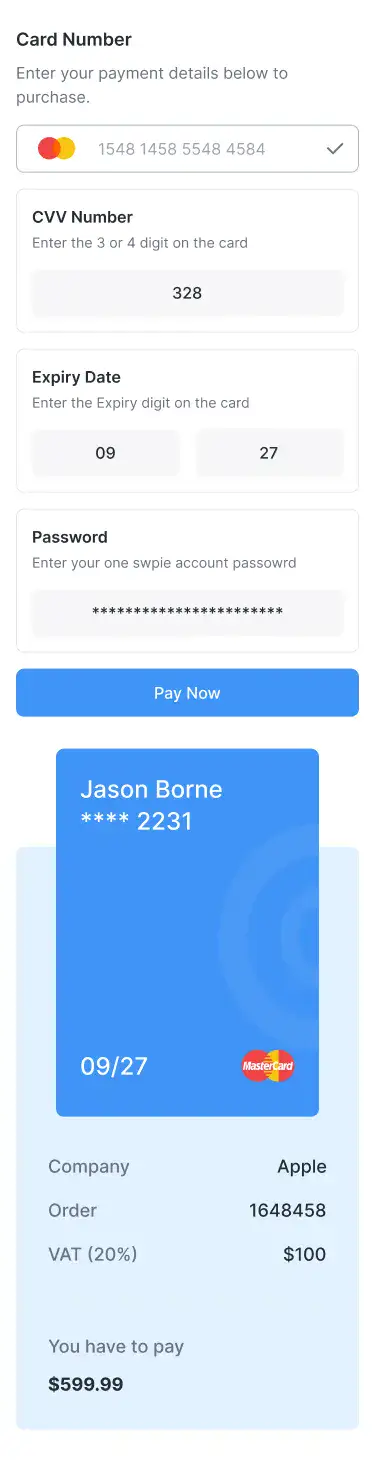 Card Number
Enter your payment details below to
purchase.
1548 1458 5548 4584
CVV Number
Enter the 3 or 4 digit on the card
328
Expiry Date
Enter the Expiry digit on the card
09 27
Password
Enter your one swpie account passowrd
***********************
Pay Now
Jason Borne
**** 2231
09/27
MasterCard
Company Apple
Order 1648458
VAT (20%) $100
You have to pay
$599.99